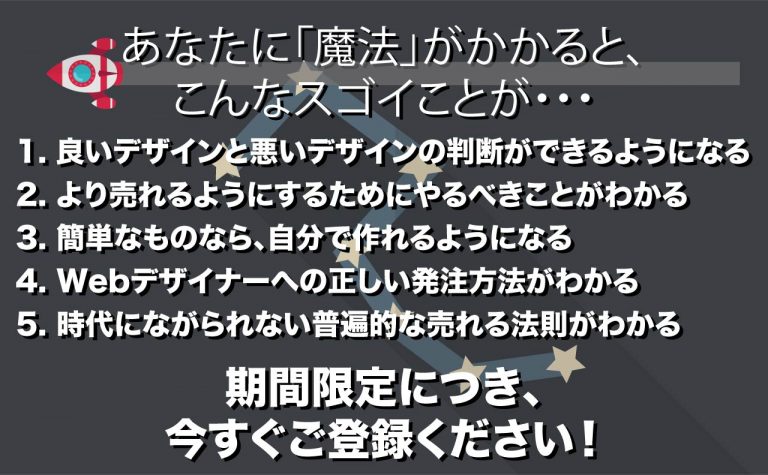 あなたに「魔法」がかかると、
こんなスゴイことが・・・
1. 良いデザインと悪いデザインの判断ができるようになる
2. より売れるようにするためにやるべきことがわかる
3. 簡単なものなら、自分で作れるようになる
4. Webデザイナーへの正しい発注方法がわかる
5. 時代にながられない普遍的な売れる法則がわかる
期間限定につき、
今すぐご登録ください！